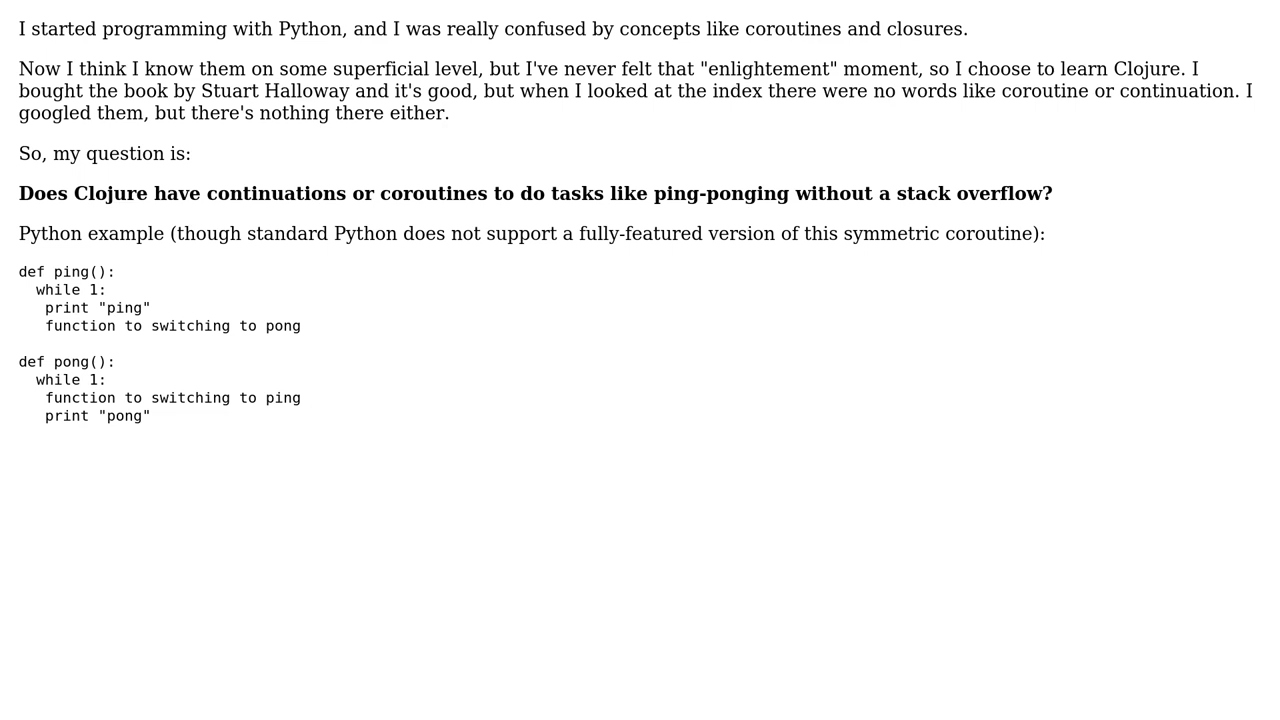 I started programming with Python, and I was really confused by concepts like coroutines and closures.
Now I think I know them on some superficial level, but I've never felt that "enlightement" moment, so I choose to learn Clojure. I
bought the book by Stuart Halloway and it's good, but when I looked at the index there were no words like coroutine or continuation. I
googled them, but there's nothing there either.
So, my question is:
Does Clojure have continuations or coroutines to do tasks like ping-ponging without a stack overflow?
Python example (though standard Python does not support a fully-featured version of this symmetric coroutine):
def ping():
  while 1:
   print "ping"
   function to switching to pong
def pong():
  while 1:
   function to switching to ping
   print "pong"